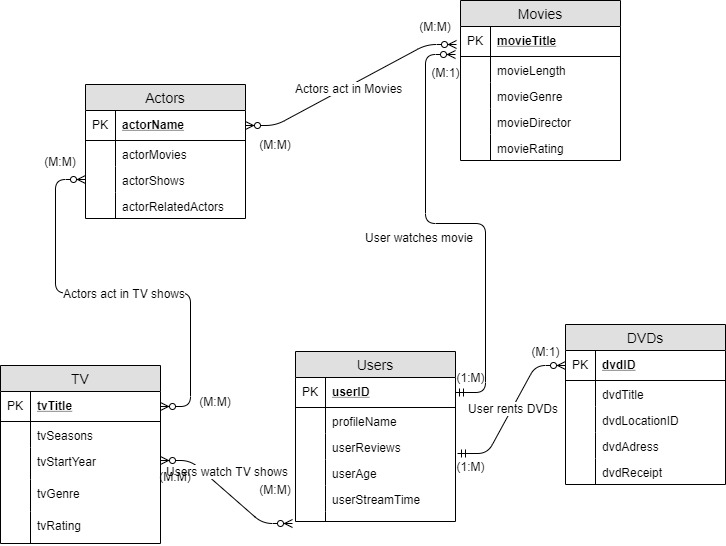 Movies
PK movieTitle
movieLength
movieGenre
movieDirector
movieRating
(M:M)
(M:1)
Actors act in Movies
Actors
PK actorName
actorMovies
actorShows
actorRelatedActors
(M:M)
(M:M)
User watches movie
Actors act in TV shows
DVDs
PK dvdID
dvdTitle
dvdLocationID
dvdAdress
dvdReceipt
(M:1)
Users
PK userID
profileName
userReviews
userAge
userStreamTime
(1:M)
User rents DVDs
(1:M)
TV
PK tvTitle
tvSeasons
tvStartYear
tvGenre
tvRating
(M:M)
Users watch TV shows
(M:M)
(M:M)